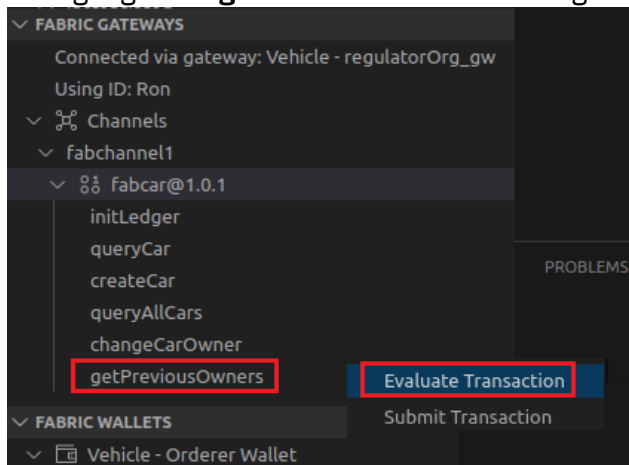 FABRIC GATEWAYS
Connected via gateway: Vehicle - regulatorOrg_gw
Using ID: Ron
Channels
fabchannel1
fabcar@1.0.1
initLedger
queryCar
createCar
PROBLEMS
queryAllCars
changeCarOwner
getPreviousOwners
Evaluate Transaction
Submit Transaction
FABRIC WALLETS
Vehicle - Orderer Wallet